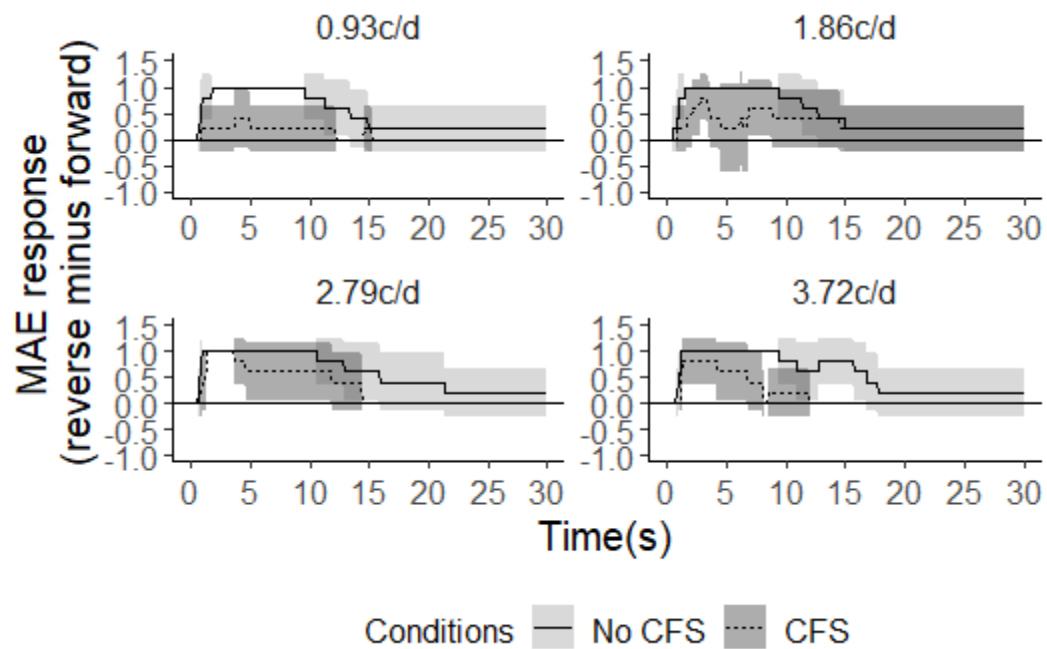 0.93c/d 1.86c/d
1.5 1.5
1.0 1.0
0.5 0.5
0.0 0.0
-0.5 -0.5
-1.0 -1.0
0 5 10 15 20 25 30 0 5 10 15 20 25 30
MAE response
(reverse minus forward)
2.79c/d 3.72c/d
1.5 1.5
1.0 1.0
0.5 0.5
0.0 0.0
-0.5 -0.5
-1.0 -1.0
0 5 10 15 20 25 30 0 5 10 15 20 25 30
Time(s)
Conditions No CFS CFS